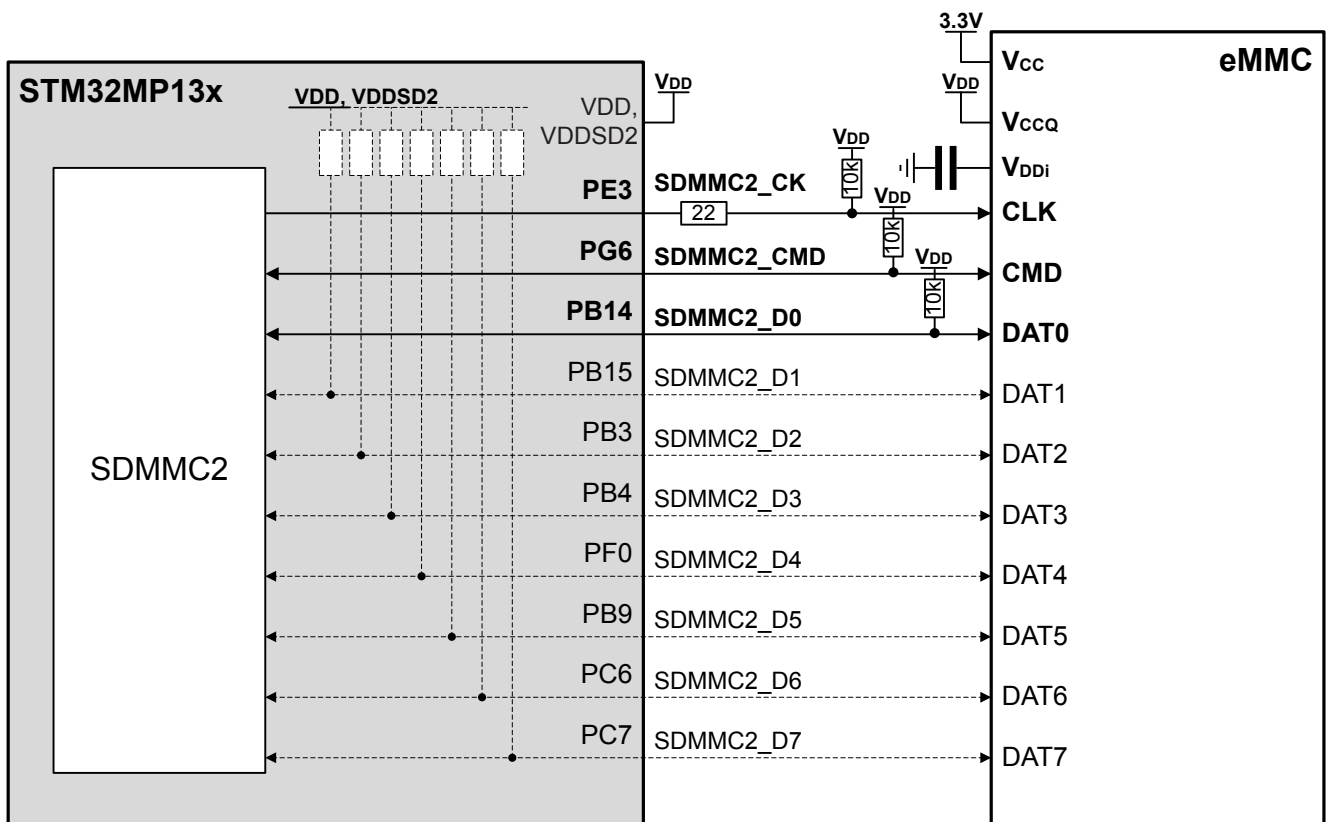 3.3V
STM32MP13x
VDD, VDDSD2
VDD,
VDDSD2
VDD
VCC
eMMC
VDD
VCCQ
VDD
10k
VDDi
PE3
SDMMC2_CK
22
CLK
VDD
10k
PG6
SDMMC2_CMD
CMD
VDD
10k
PB14
SDMMC2_D0
DAT0
PB15
SDMMC2_D1
DAT1
SDMMC2
PB3
SDMMC2_D2
DAT2
PB4
SDMMC2_D3
DAT3
PF0
SDMMC2_D4
DAT4
PB9
SDMMC2_D5
DAT5
PC6
SDMMC2_D6
DAT6
PC7
SDMMC2_D7
DAT7